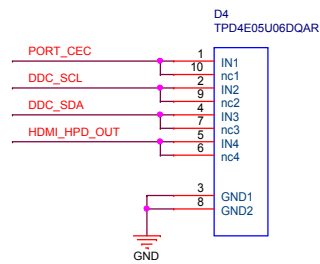 D4
TPD4E05U06DQAR
PORT_CEC 1 IN1
10 nc1
DDC_SCL 2 IN2
9 nc2
DDC_SDA 4 IN3
7 nc3
HDMI_HPD_OUT 5 IN4
6 nc4
3 GND1
8 GND2
GND